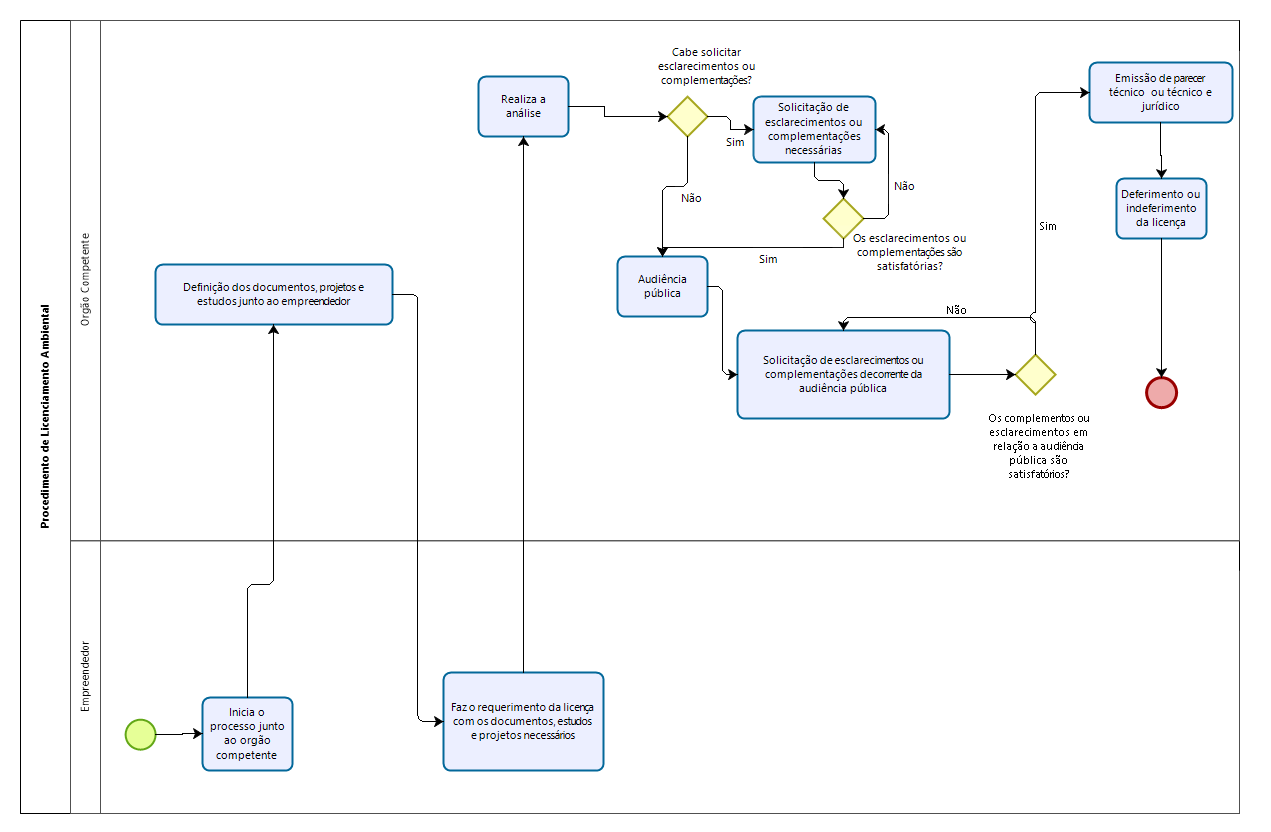 Procedimento de Licenciamento Ambiental
Orgão Competente
Cabe solicitar
esclarecimentos ou
complementações?
Realiza a
análise
Sim
Solicitação de
esclarecimentos ou
complementações
necessárias
Não
Não
Os esclarecimentos ou
complementações são
satisfatórias?
Sim
Audiência
pública
Definição dos documentos, projetos e
estudos junto ao empreendedor
Solicitação de esclarecimentos ou
complementações decorrente da
audiência pública
Não
Sim
Os complementos ou
esclarecimentos em
relação a audiência
pública são
satisfatórios?
Emissão de parecer
técnico ou técnico e
jurídico
Deferimento ou
indeferimento
da licença
Empreendedor
Inicia o
processo junto
ao orgão
competente
Faz o requerimento da licença
com os documentos, estudos
e projetos necessários